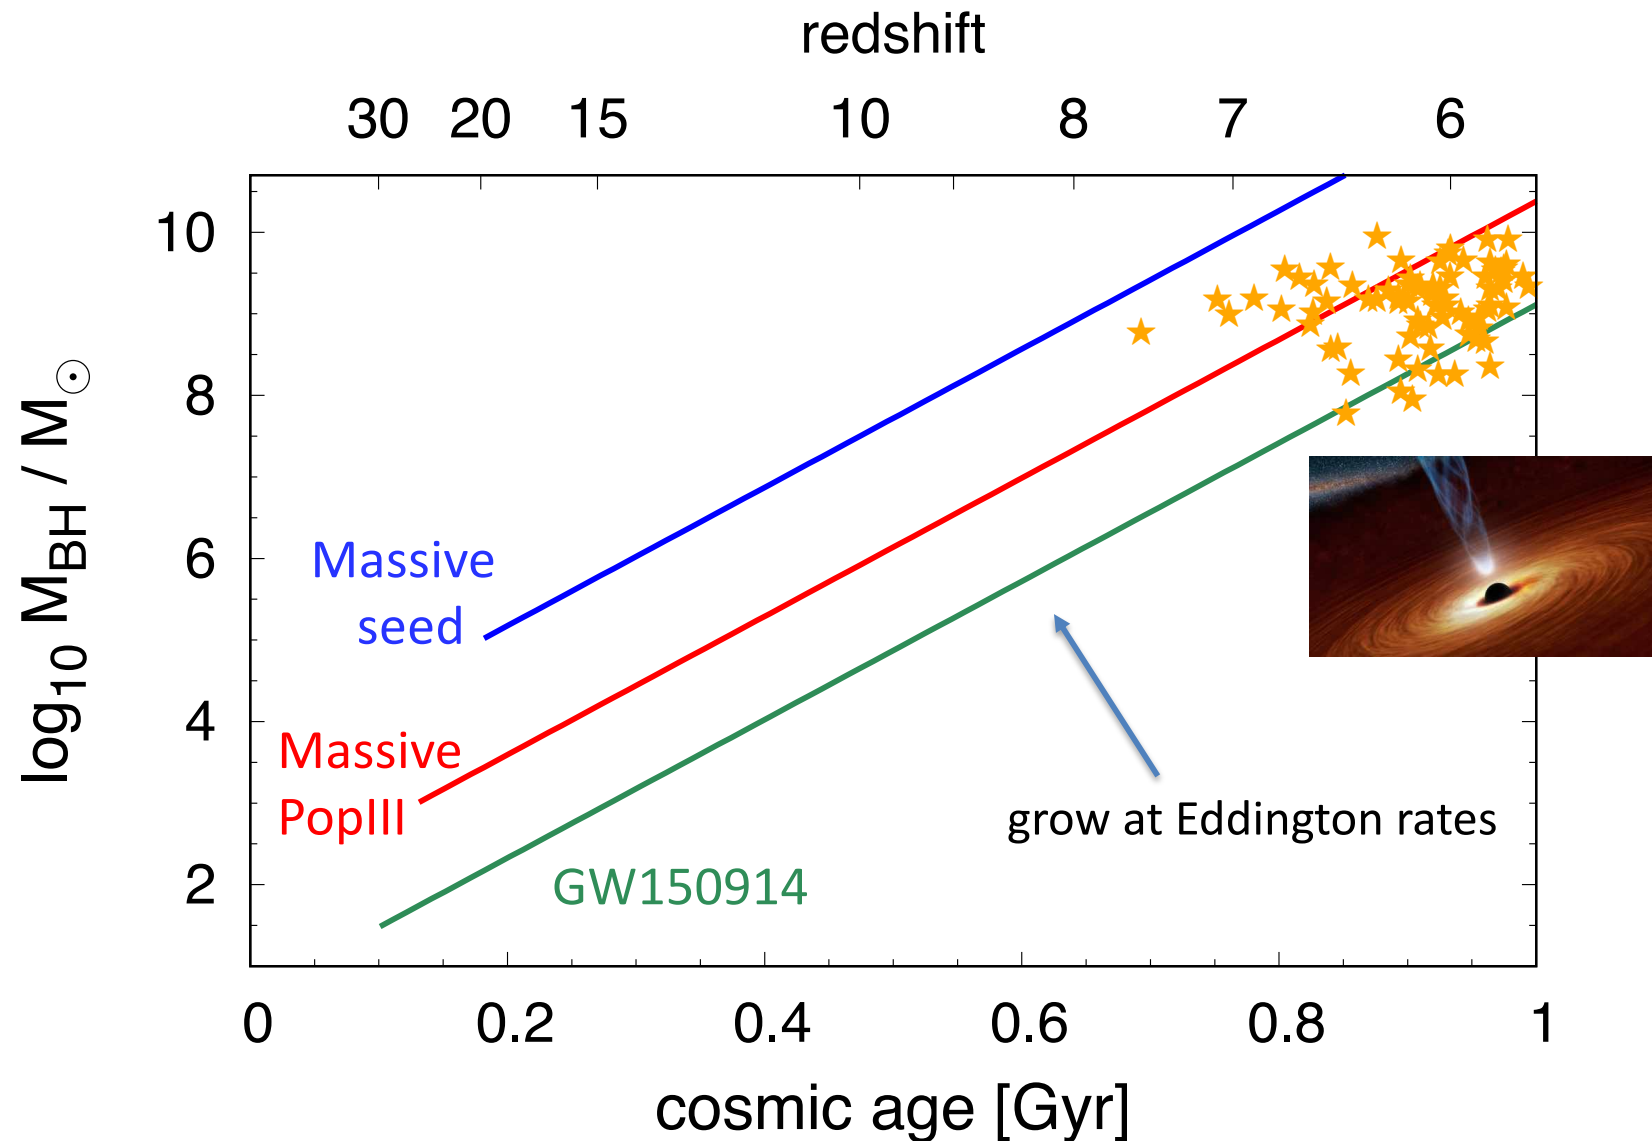 redshift
30 20 15 10 8 7 6
10
8
6
4
2
log10 MBH / M☉
Massive
seed
Massive
PopIII
GW150914
grow at Eddington rates
0 0.2 0.4 0.6 0.8 1
cosmic age [Gyr]